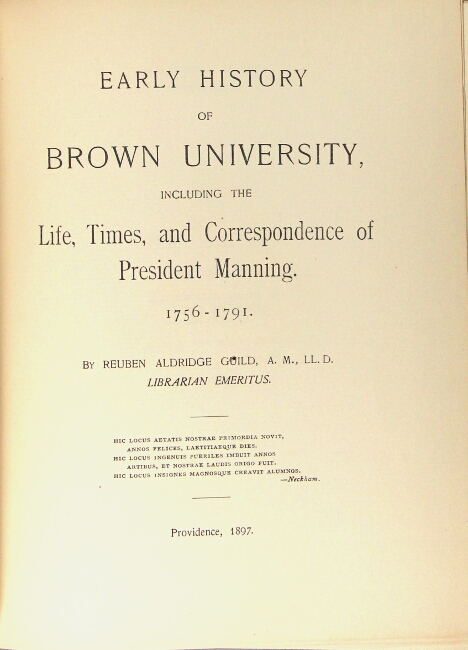 EARLY HISTORY
OF
BROWN UNIVERSITY,
INCLUDING THE
Life, Times, and Correspondence of
President Manning.
1756-1791.
BY REUBEN ALDRIDGE GUILD, A. M., LL. D.
LIBRARIAN EMERITUS.
HIC LOCUS AETATIS NOSTRAE PRIMORDIA NOVIT,
ANNOS FELICES, LAETITIAEQUE DIES.
HIC LOCUS INGENUIS PUERILES IMBUIT ANNOS
ARTIBUS, ET NOSTRAE LAUDIS ORIGO FUIT.
HIC LOCUS INSIGNES MAGNOSQUE CREAVIT ALUMNOS.
—Neckham.
Providence, 1897.